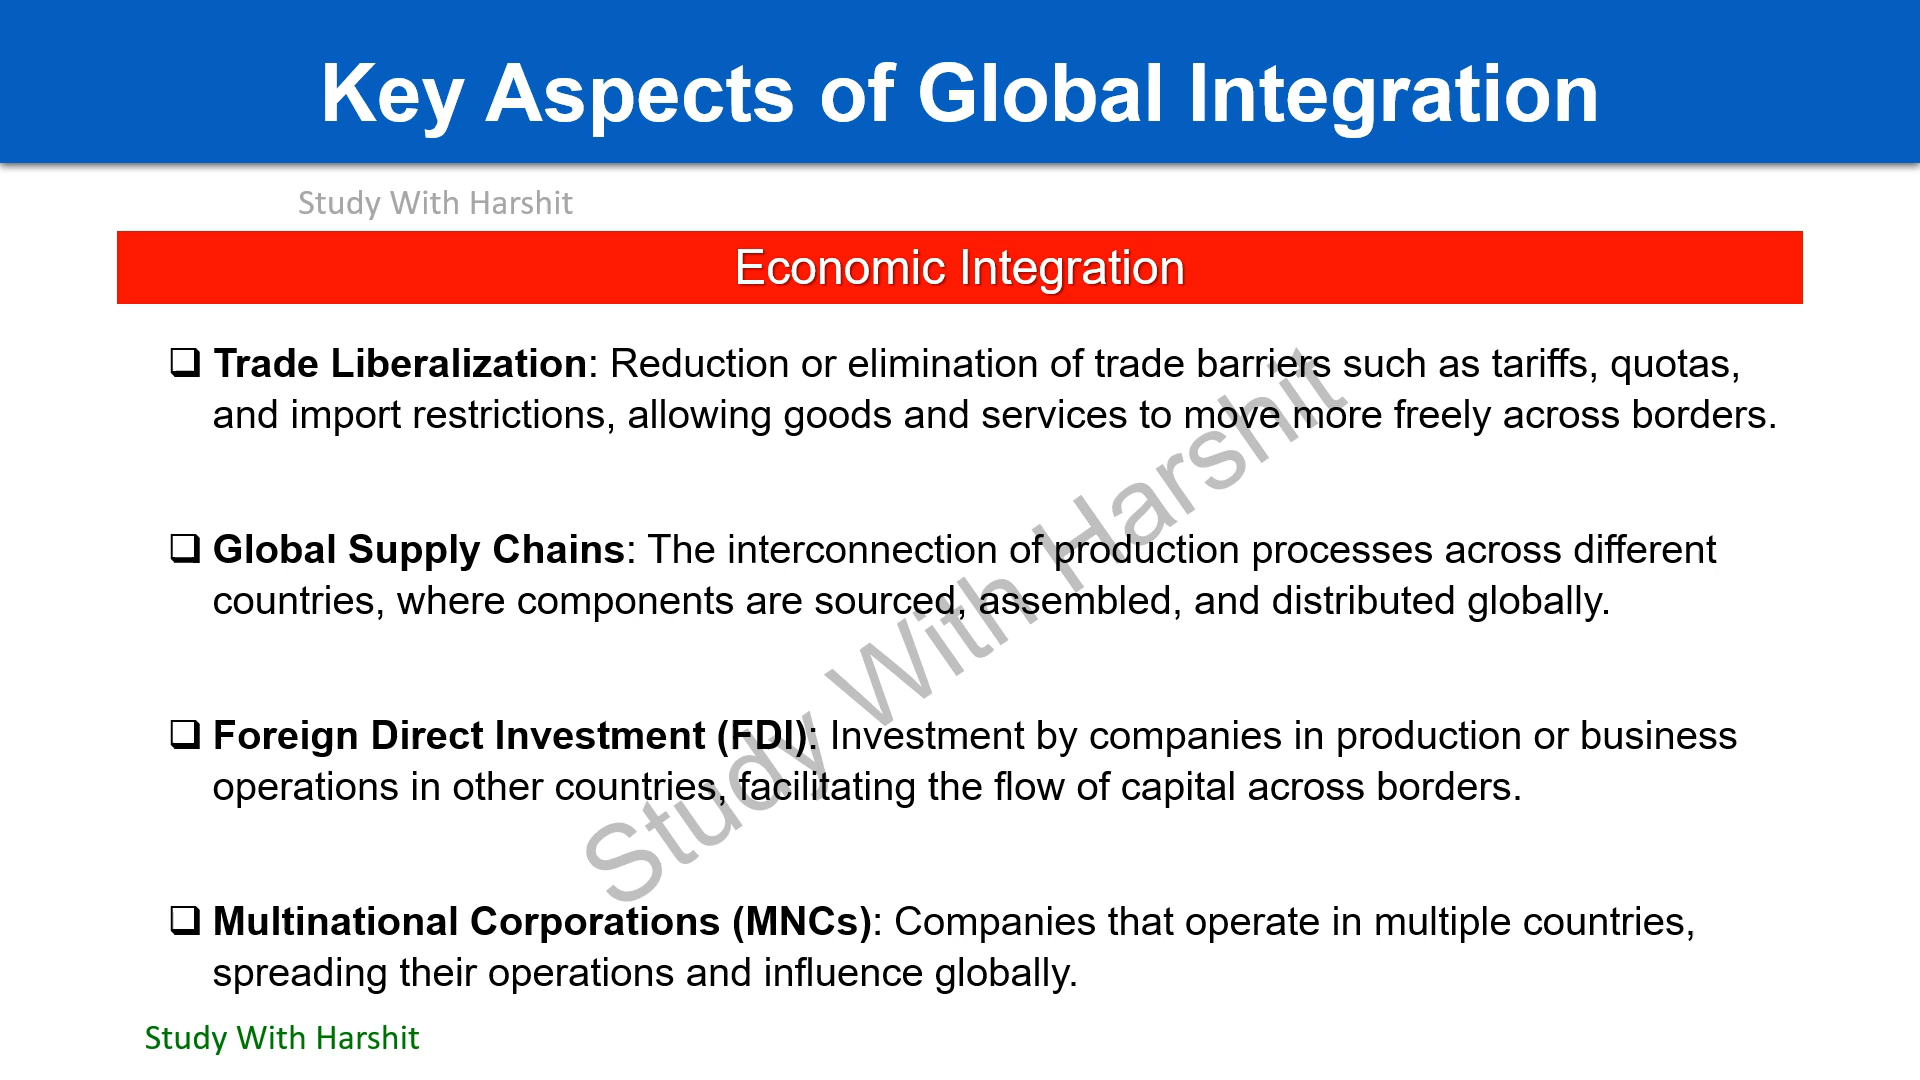 Key Aspects of Global Integration
Study With Harshit
Economic Integration
❑ Trade Liberalization: Reduction or elimination of trade barriers such as tariffs, quotas,
and import restrictions, allowing goods and services to move more freely across borders.
❑ Global Supply Chains: The interconnection of production processes across different
countries, where components are sourced, assembled, and distributed globally.
❑ Foreign Direct Investment (FDI): Investment by companies in production or business
operations in other countries, facilitating the flow of capital across borders.
❑ Multinational Corporations (MNCs): Companies that operate in multiple countries,
spreading their operations and influence globally.
Study With Harshit
Study With Harshit